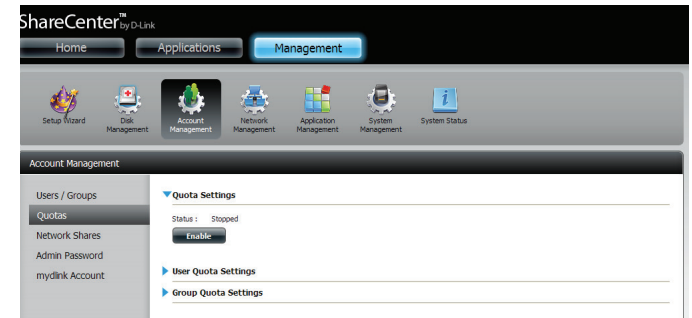 ShareCenter™ by D-Link
Home Applications Management
Setup Wizard Disk Management Account Management Network Management Application Management System Management System Status
Account Management
Users / Groups
Quotas
Network Shares
Admin Password
mydlink Account
Quota Settings
Status : Stopped
Enable
User Quota Settings
Group Quota Settings